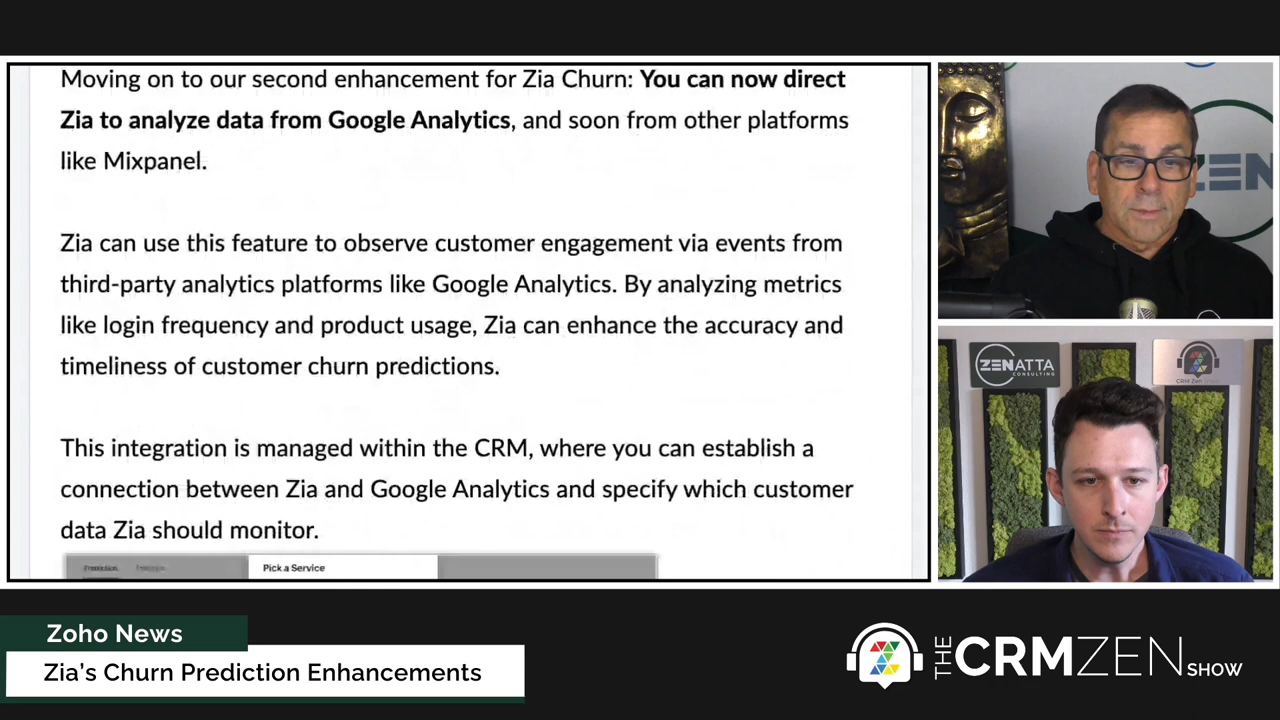 Moving on to our second enhancement for Zia Churn: You can now direct
Zia to analyze data from Google Analytics, and soon from other platforms
like Mixpanel.
Zia can use this feature to observe customer engagement via events from
third-party analytics platforms like Google Analytics. By analyzing metrics
like login frequency and product usage, Zia can enhance the accuracy and
timeliness of customer churn predictions.
This integration is managed within the CRM, where you can establish a
connection between Zia and Google Analytics and specify which customer
data Zia should monitor.
Pick a Service
ZEN
ZENATTA
CONSULTING
CRM Zen
Zoho News
Zia's Churn Prediction Enhancements
THE CRMZEN SHOW